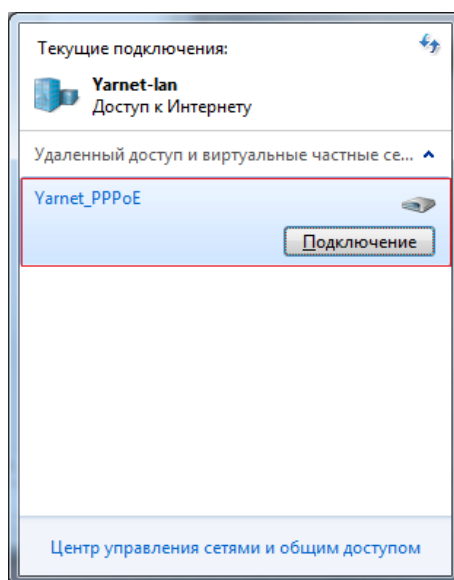 Текущие подключения:
Yarnet-lan
Доступ к Интернету
Удаленный доступ и виртуальные частные се...
Yarnet_PPPoE
Подключение
Центр управления сетями и общим доступом